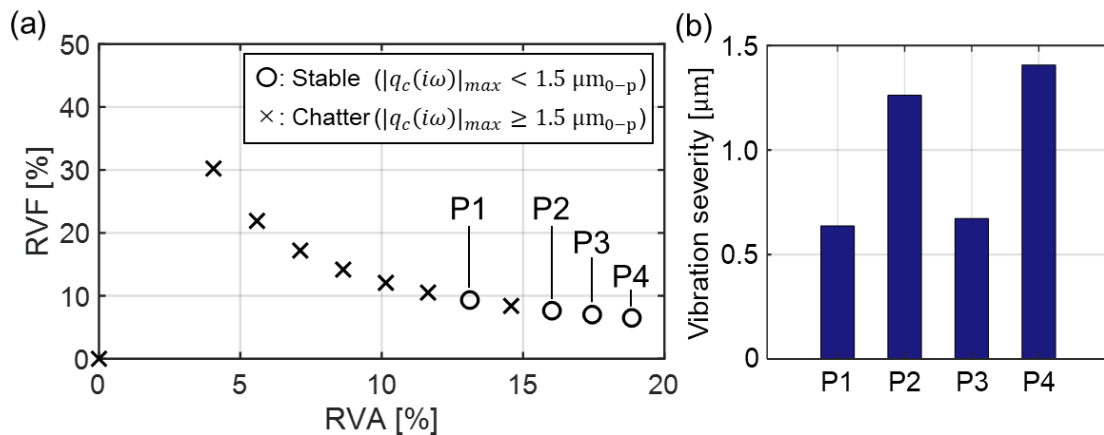 (a)
50
40
30
20
10
0
RVF [%]
O: Stable (|q_c(iω)|_max < 1.5 μm_0−p)
×: Chatter (|q_c(iω)|_max ≥ 1.5 μm_0−p)
P1
P2
P3
P4
0 5 10 15 20
RVA [%]
(b)
1.5
1.0
0.5
0
Vibration severity [μm]
P1 P2 P3 P4